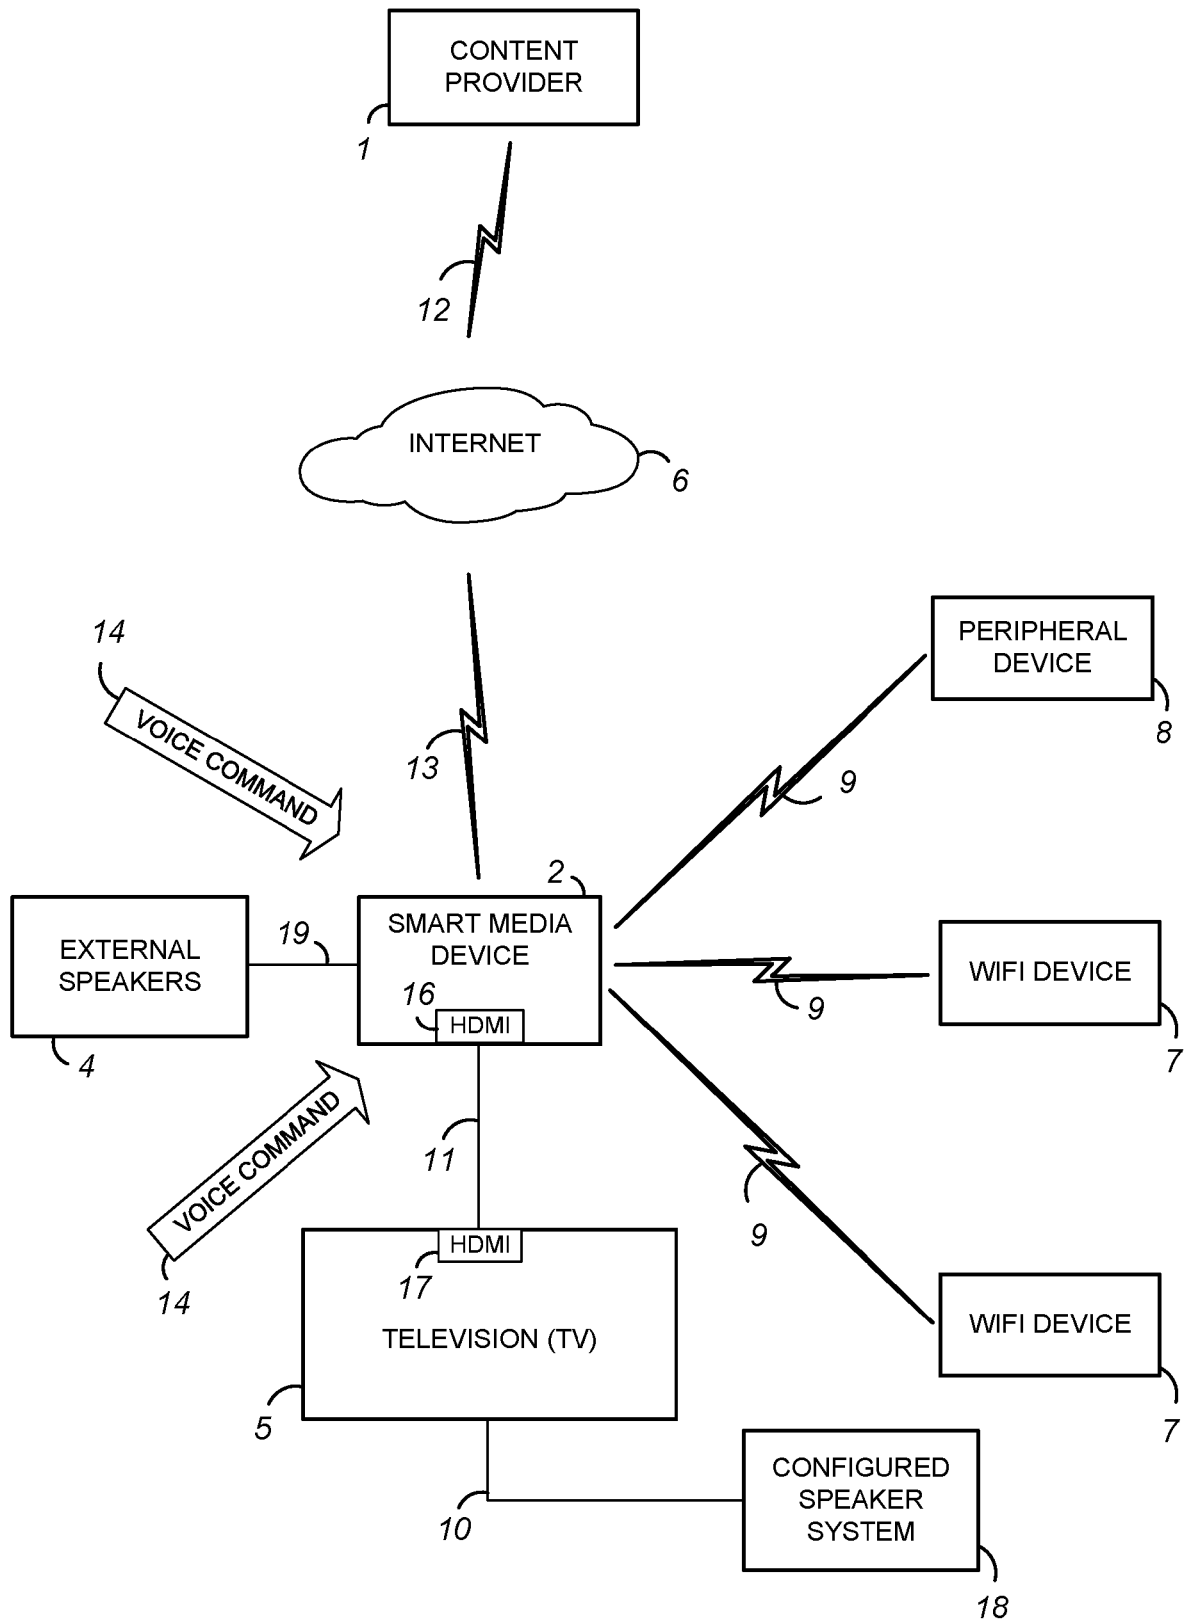 CONTENT
PROVIDER
1
12
INTERNET
6
14
VOICE COMMAND
13
PERIPHERAL
DEVICE
8
9
2
EXTERNAL
SPEAKERS
4
19
SMART MEDIA
DEVICE
16
HDMI
9
WIFI DEVICE
7
VOICE COMMAND
14
11
9
17
HDMI
TELEVISION (TV)
5
WIFI DEVICE
7
10
CONFIGURED
SPEAKER
SYSTEM
18